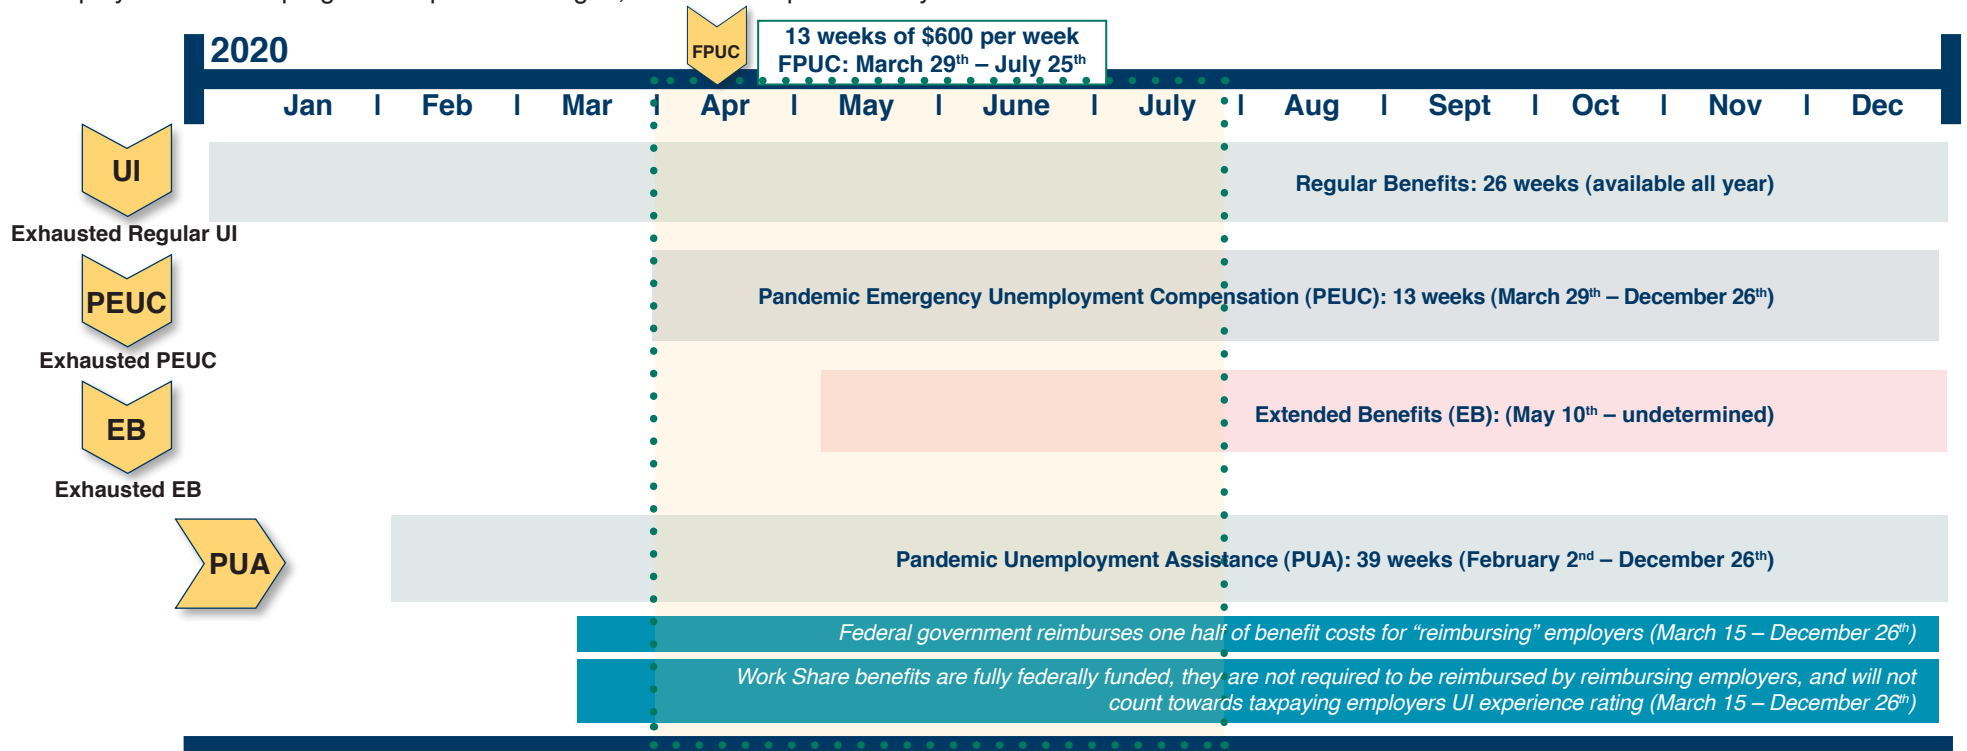 2020
FPUC
13 weeks of $600 per week
FPUC: March 29th – July 25th
Jan | Feb | Mar | Apr | May | June | July | Aug | Sept | Oct | Nov | Dec
UI
Regular Benefits: 26 weeks (available all year)
Exhausted Regular UI
PEUC
Pandemic Emergency Unemployment Compensation (PEUC): 13 weeks (March 29th – December 26th)
Exhausted PEUC
EB
Extended Benefits (EB): (May 10th – undetermined)
Exhausted EB
PUA
Pandemic Unemployment Assistance (PUA): 39 weeks (February 2nd – December 26th)
Federal government reimburses one half of benefit costs for “reimbursing” employers (March 15 – December 26th)
Work Share benefits are fully federally funded, they are not required to be reimbursed by reimbursing employers, and will not
count towards taxpaying employers UI experience rating (March 15 – December 26th)